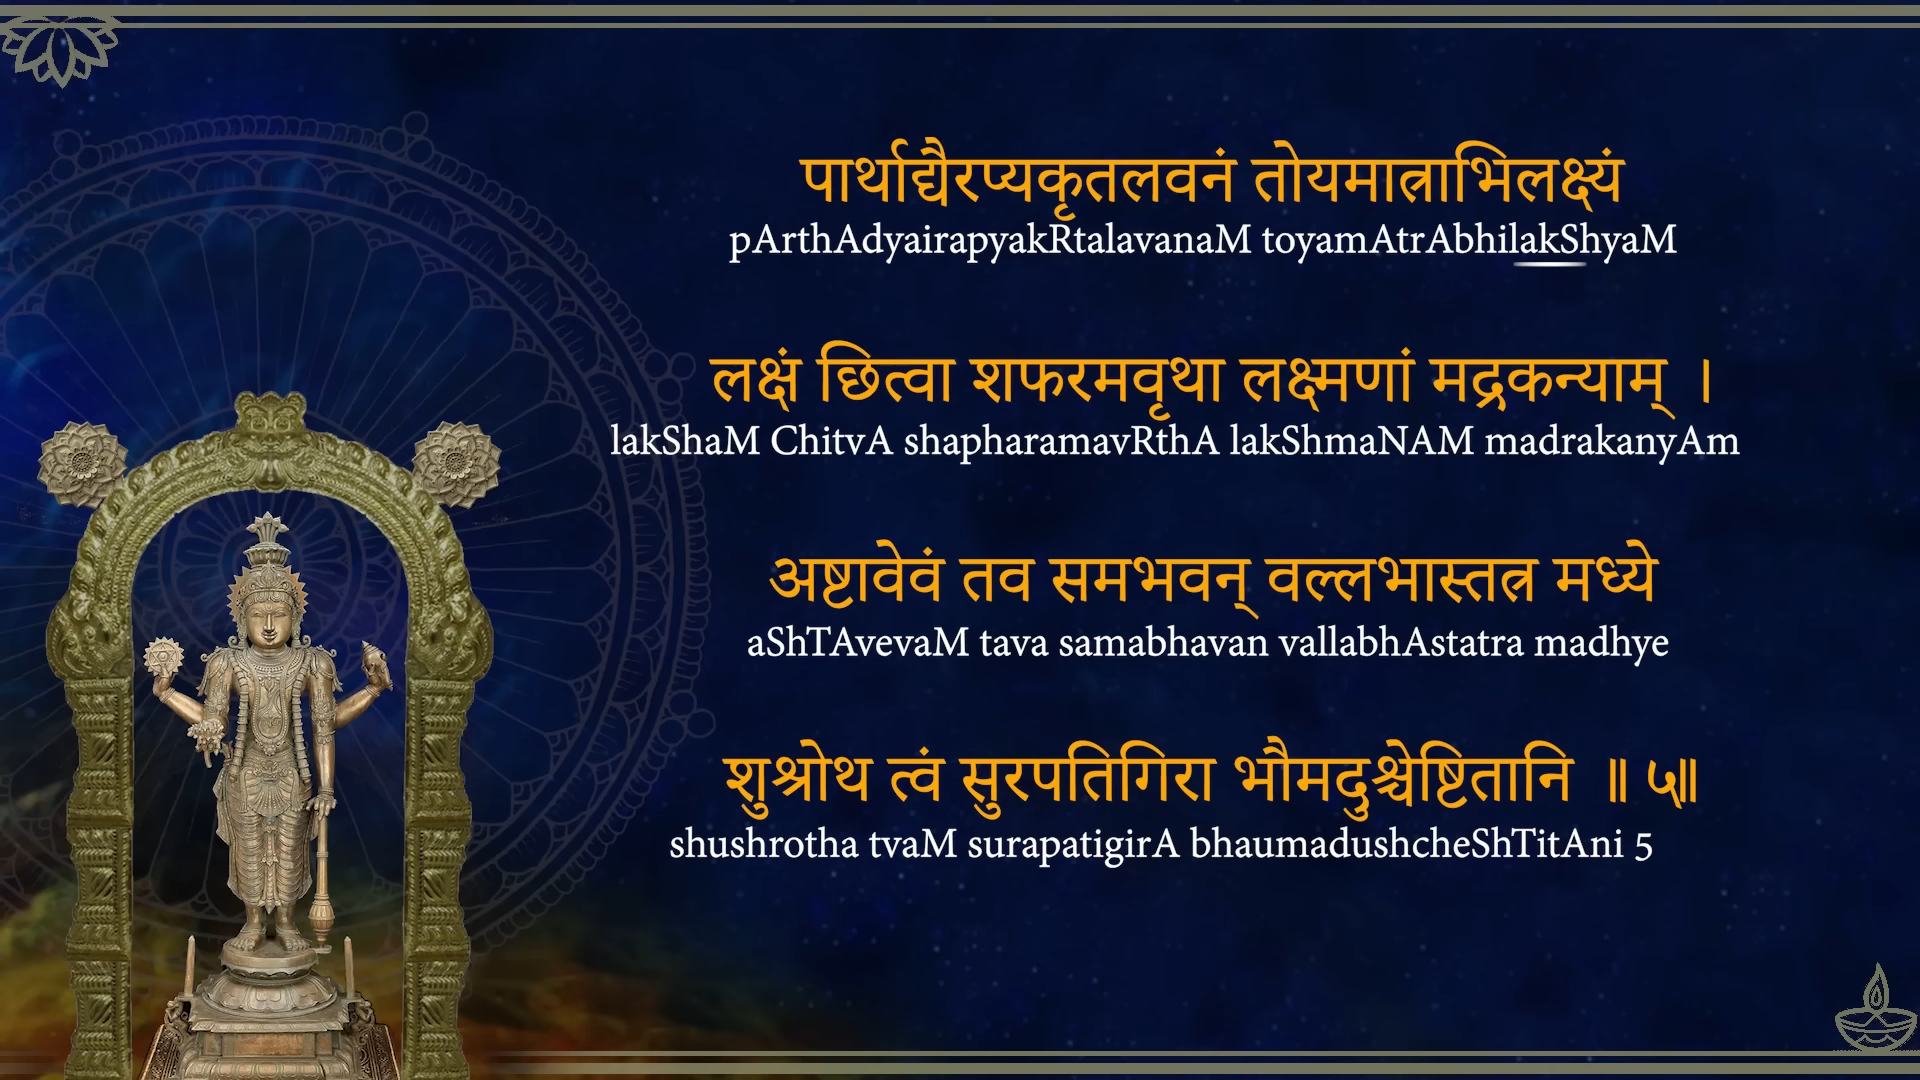 पार्थाद्यैरप्यकृतलवनं तोयमात्राभिलक्ष्यं
pArthAdyairapyakRtalavanaM toyamAtrAbhilakShyaM
लक्षं छित्वा शफरमवृथा लक्ष्मणां मद्रकन्याम् ।
lakShaM ChitvA shapharamavRthA lakShmaNAM madrakanyAm
अष्टावेवं तव समभवन् वल्लभास्तत्र मध्ये
aShTAvevaM tava samabhavan vallabhAstatra madhye
शुश्रोथ त्वं सुरपतिगिरा भौमदुश्चेष्टितानि ॥ ५॥
shushrotha tvaM surapatigirA bhaumadushcheShTitAni 5